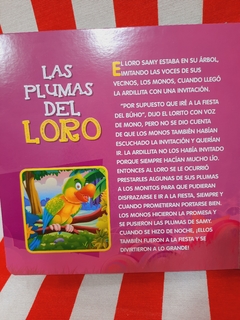 LAS
PLUMAS
DEL
LORO
EL LORO SAMY ESTABA EN SU ÁRBOL,
IMITANDO LAS VOCES DE SUS
VECINOS, LOS MONOS, CUANDO LLEGÓ
LA ARDILLITA CON UNA INVITACIÓN.
"POR SUPUESTO QUE IRÉ A LA FIESTA
DEL BÚHO", DIJO EL LORITO CON VOZ
DE MONO, PERO NO SE DIO CUENTA
DE QUE LOS MONOS TAMBIÉN HABÍAN
ESCUCHADO LA INVITACIÓN Y QUERÍAN
IR. LA ARDILLITA NO LOS HABÍA INVITADO
PORQUE SIEMPRE HACÍAN MUCHO LÍO.
ENTONCES AL LORO SE LE OCURRIÓ
PRESTARLES ALGUNAS DE SUS PLUMAS
A LOS MONITOS PARA QUE PUDIERAN
DISFRAZARSE E IR A LA FIESTA, SIEMPRE Y
CUANDO PROMETIERAN PORTARSE BIEN.
LOS MONOS HICIERON LA PROMESA Y
SE PUSIERON LAS PLUMAS DE SAMY.
CUANDO SE HIZO DE NOCHE, ¡ELLOS
TAMBIÉN FUERON A LA FIESTA Y SE
DIVIRTIERON A LO GRANDE!